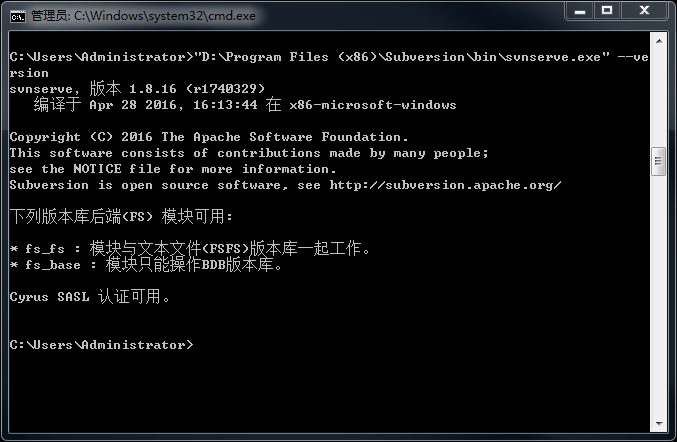 管理员: C:\Windows\system32\cmd.exe
C:\Users\Administrator>"D:\Program Files (x86)\Subversion\bin\svnserve.exe" --ve
rsion
svnserve, 版本 1.8.16 (r1740329)
编译于 Apr 28 2016, 16:13:44 在 x86-microsoft-windows
Copyright (C) 2016 The Apache Software Foundation.
This software consists of contributions made by many people;
see the NOTICE file for more information.
Subversion is open source software, see http://subversion.apache.org/
下列版本库后端(FS) 模块可用:
* fs_fs : 模块与文本文件(FSFS)版本库一起工作。
* fs_base : 模块只能操作BDB版本库。
Cyrus SASL 认证可用。
C:\Users\Administrator>